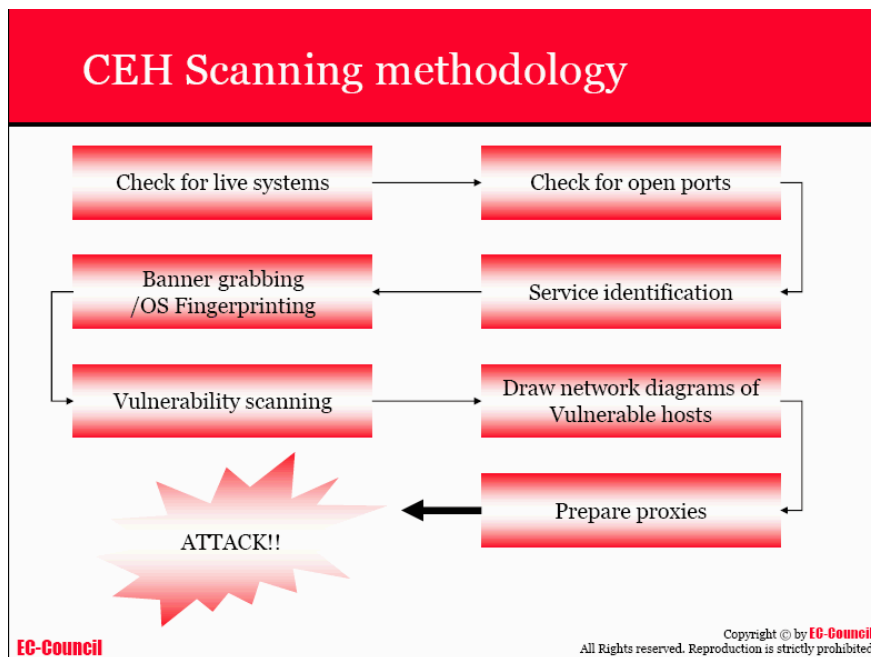 CEH Scanning methodology
Check for live systems
Check for open ports
Service identification
Banner grabbing
/OS Fingerprinting
Vulnerability scanning
Draw network diagrams of
Vulnerable hosts
Prepare proxies
ATTACK!!
EC-Council
Copyright © by EC-Council
All Rights reserved. Reproduction is strictly prohibited